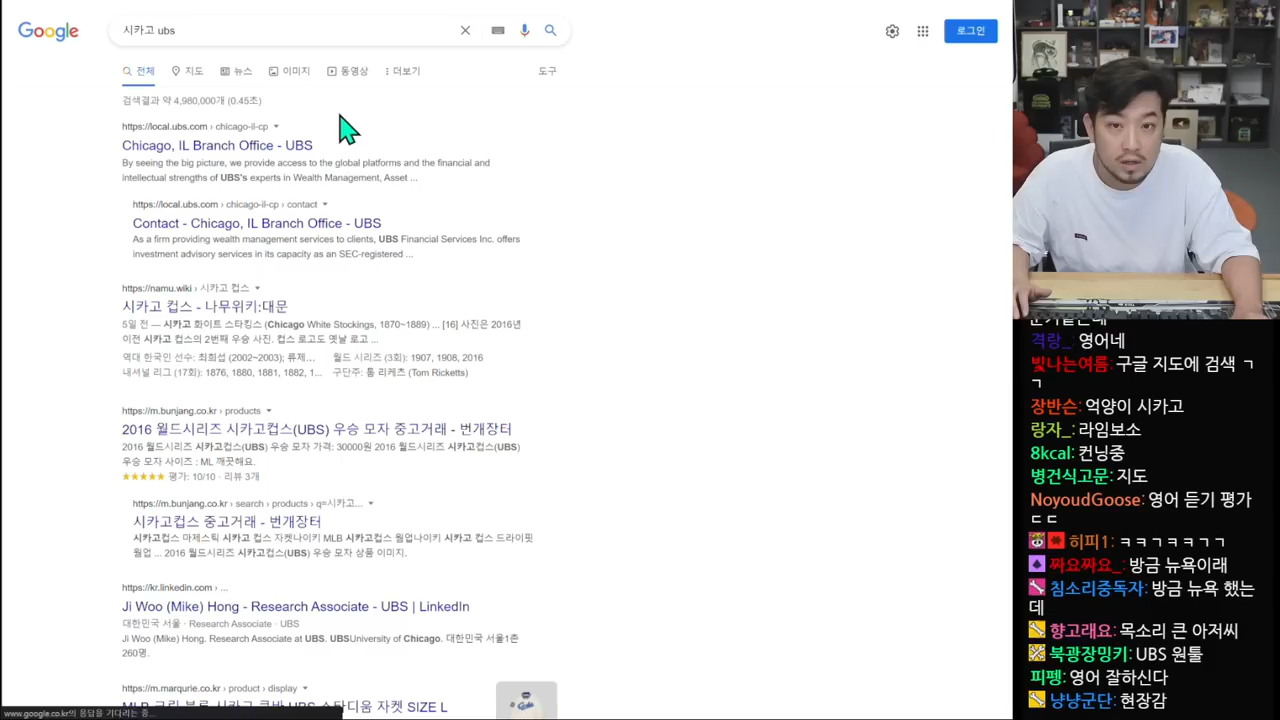 Google
시카고 ubs
로그인
전체
지도
뉴스
이미지
동영상
더보기
도구
검색결과 약 4,980,000개 (0.45초)
https://local.ubs.com › chicago-il-cp
Chicago, IL Branch Office - UBS
By seeing the big picture, we provide access to the global platforms and the financial and
intellectual strengths of UBS's experts in Wealth Management, Asset ...
https://local.ubs.com › chicago-il-cp › contact
Contact - Chicago, IL Branch Office - UBS
As a firm providing wealth management services to clients, UBS Financial Services Inc. offers
investment advisory services in its capacity as an SEC-registered ...
https://namu.wiki › 시카고 컵스
시카고 컵스 - 나무위키:대문
5일 전 — 시카고 화이트 스타킹스 (Chicago White Stockings, 1870~1889) ... [16] 사진은 2016년
이전 시카고 컵스의 2번째 우승 사진. 컵스 로고도 옛날 로고 ...
역대 한국인 선수: 최희섭 (2002~2003); 류제...
월드 시리즈 (3회): 1907, 1908, 2016
내셔널 리그 (17회): 1876, 1880, 1881, 1882, 1...
구단주: 톰 리케츠 (Tom Ricketts)
https://m.bunjang.co.kr › products
2016 월드시리즈 시카고컵스(UBS) 우승 모자 중고거래 - 번개장터
2016 월드시리즈 시카고컵스(UBS) 우승 모자 가격: 30000원 2016 월드시리즈 시카고컵스(UBS)
우승 모자 사이즈 : ML 깨끗해요.
★★★★★ 평가: 10/10 · 리뷰 3개
https://m.bunjang.co.kr › search › products › q=시카고...
시카고컵스 중고거래 - 번개장터
시카고컵스 마제스틱 시카고 컵스 자켓나이키 MLB 시카고컵스 웜업나이키 시카고 컵스 드라이핏
웜업 ... 2016 월드시리즈 시카고컵스(UBS) 우승 모자 상품 이미지.
https://kr.linkedin.com › ...
Ji Woo (Mike) Hong - Research Associate - UBS | LinkedIn
대한민국 서울 · Research Associate · UBS
Ji Woo (Mike) Hong. Research Associate at UBS. UBSUniversity of Chicago. 대한민국 서울1촌
260명.
https://m.marqurie.co.kr › product › display
UBS 스타디움 자켓 SIZE L
www.google.co.kr의 응답을 기다리는 중...
격랑_: 영어네
빛나는여름: 구글 지도에 검색 ㄱ
ㄱ
장반슨: 억양이 시카고
랑자_: 라임보소
8kcal: 컨닝중
병건식고문: 지도
NoyoudGoose: 영어 듣기 평가
ㄷㄷ
히피1: ㅋㅋㄱㅋㅋㄱㄱ
짜요짜요_: 방금 뉴욕이래
침소리중독자: 방금 뉴욕 했는
데
향고래요: 목소리 큰 아저씨
북광장밍키: UBS 원툴
피펭: 영어 잘하신다
냥냥군단: 현장감